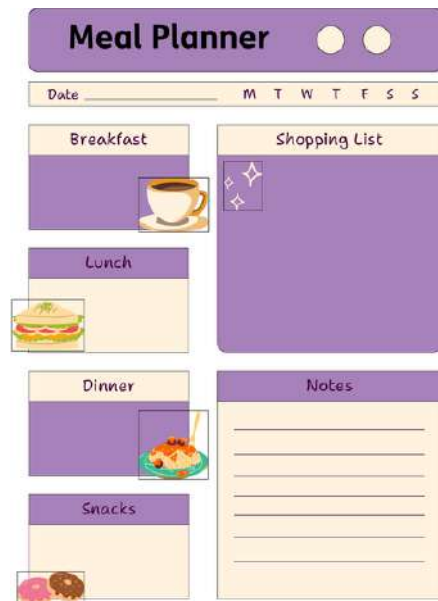 Meal Planner
Date M T W T F S S
Breakfast
Shopping List
Lunch
Dinner
Notes
Snacks